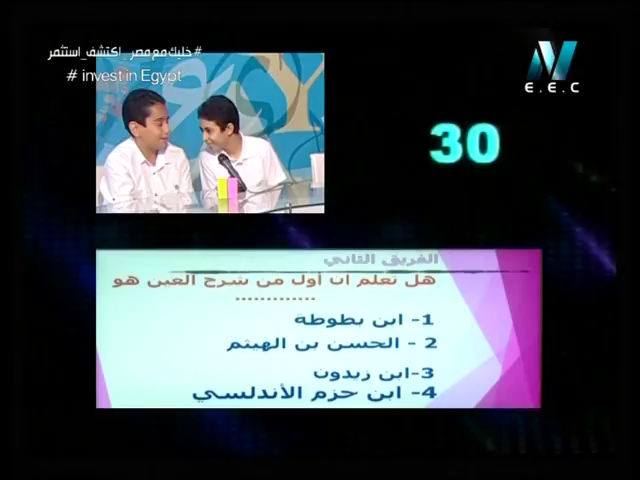 #خليك_مع_مصر_اكتشف_استثمر
# invest in Egypt
E.E.C
30
الفريق الثاني
هل تعلم ان أول من شرح العين هو
.............
1- ابن بطوطة
2 - الحسن بن الهيثم
3-ابن زيدون
4- ابن حزم الأندلسي